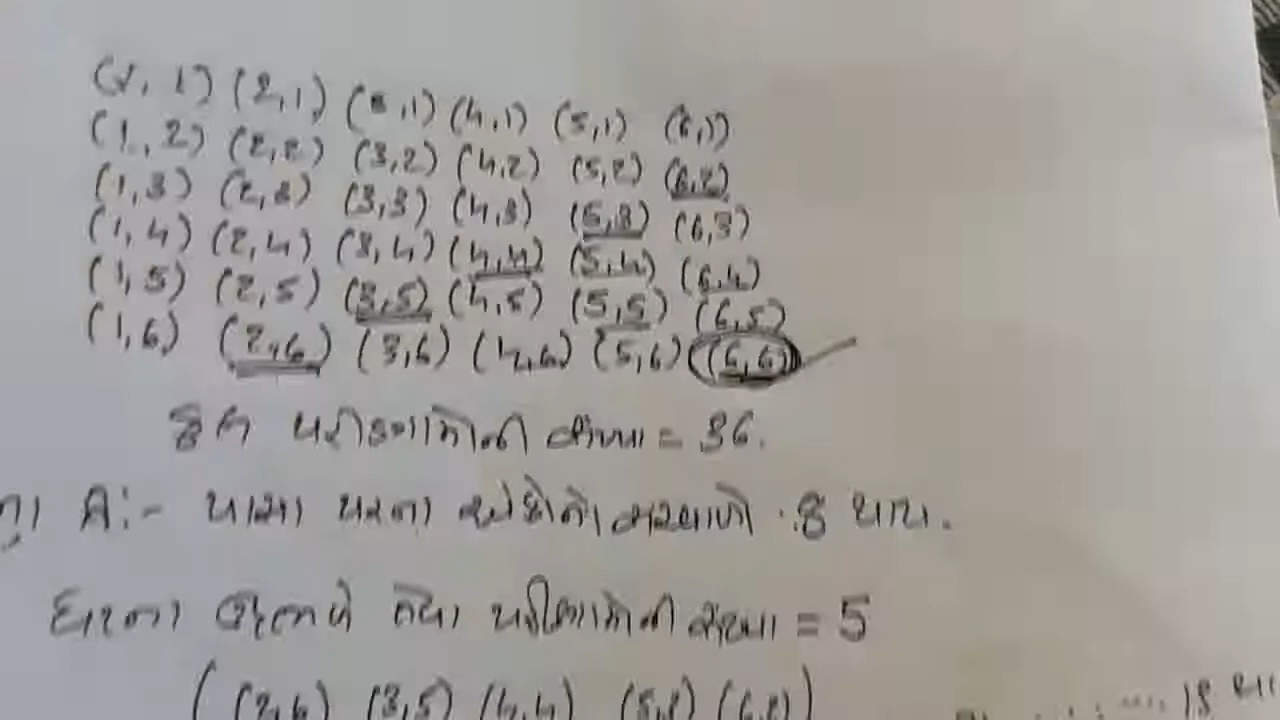 (1, 1) (2,1) (3,1) (4,1) (5,1) (6,1)
(1,2) (2,2) (3,2) (4,2) (5,2) (6,2)
(1,3) (2,3) (3,3) (4,3) (5,3) (6,3)
(1,4) (2,4) (3,4) (4,4) (5,4) (6,4)
(1,5) (2,5) (3,5) (4,5) (5,5) (6,5)
(1,6) (2,6) (3,6) (4,6) (5,6) (6,6)
કુલ પરીણામોની સંખ્યા = 36.
A:- પાસા પરના અંકોનો સરવાળો 8 થાય.
ઘટના ઉદ્ભવે તેવા પરીણામોની સંખ્યા = 5
((2,6) (3,5) (4,4) (5,3) (6,2))